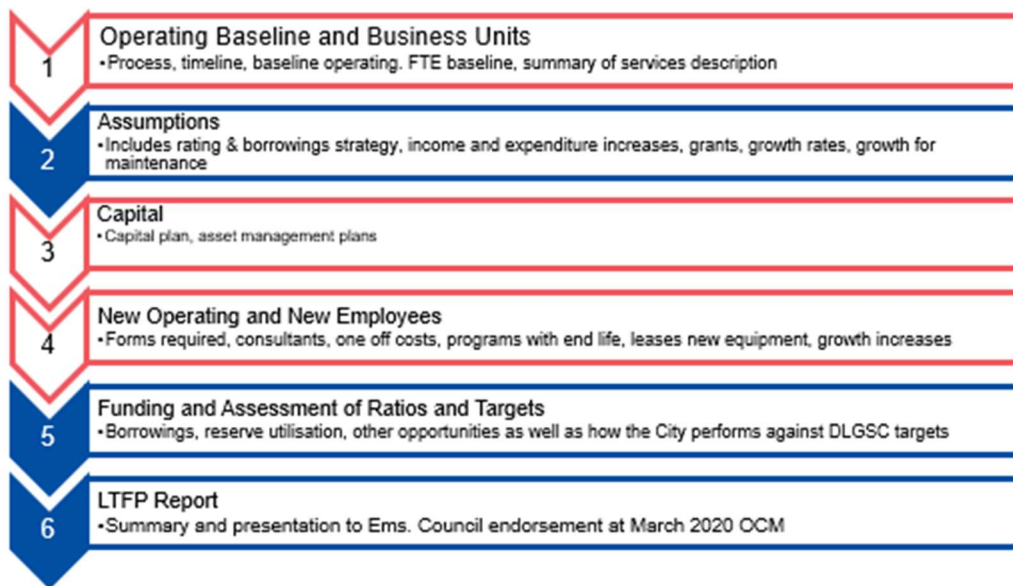 1
Operating Baseline and Business Units
•Process, timeline, baseline operating. FTE baseline, summary of services description
2
Assumptions
•Includes rating & borrowings strategy, income and expenditure increases, grants, growth rates, growth for
maintenance
3
Capital
•Capital plan, asset management plans
4
New Operating and New Employees
•Forms required, consultants, one off costs, programs with end life, leases new equipment, growth increases
5
Funding and Assessment of Ratios and Targets
•Borrowings, reserve utilisation, other opportunities as well as how the City performs against DLGSC targets
6
LTFP Report
•Summary and presentation to Ems. Council endorsement at March 2020 OCM